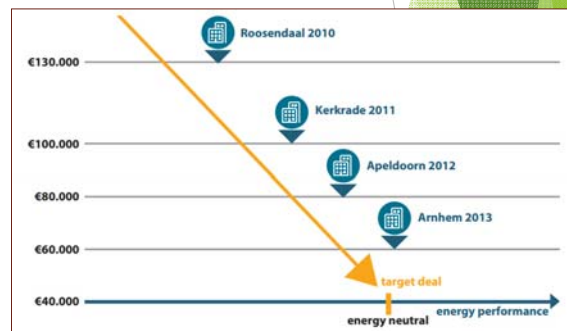 Roosendaal 2010
€130.000
Kerkrade 2011
€100.000
Apeldoorn 2012
€80.000
Arnhem 2013
€60.000
target deal
€40.000
energy performance
energy neutral